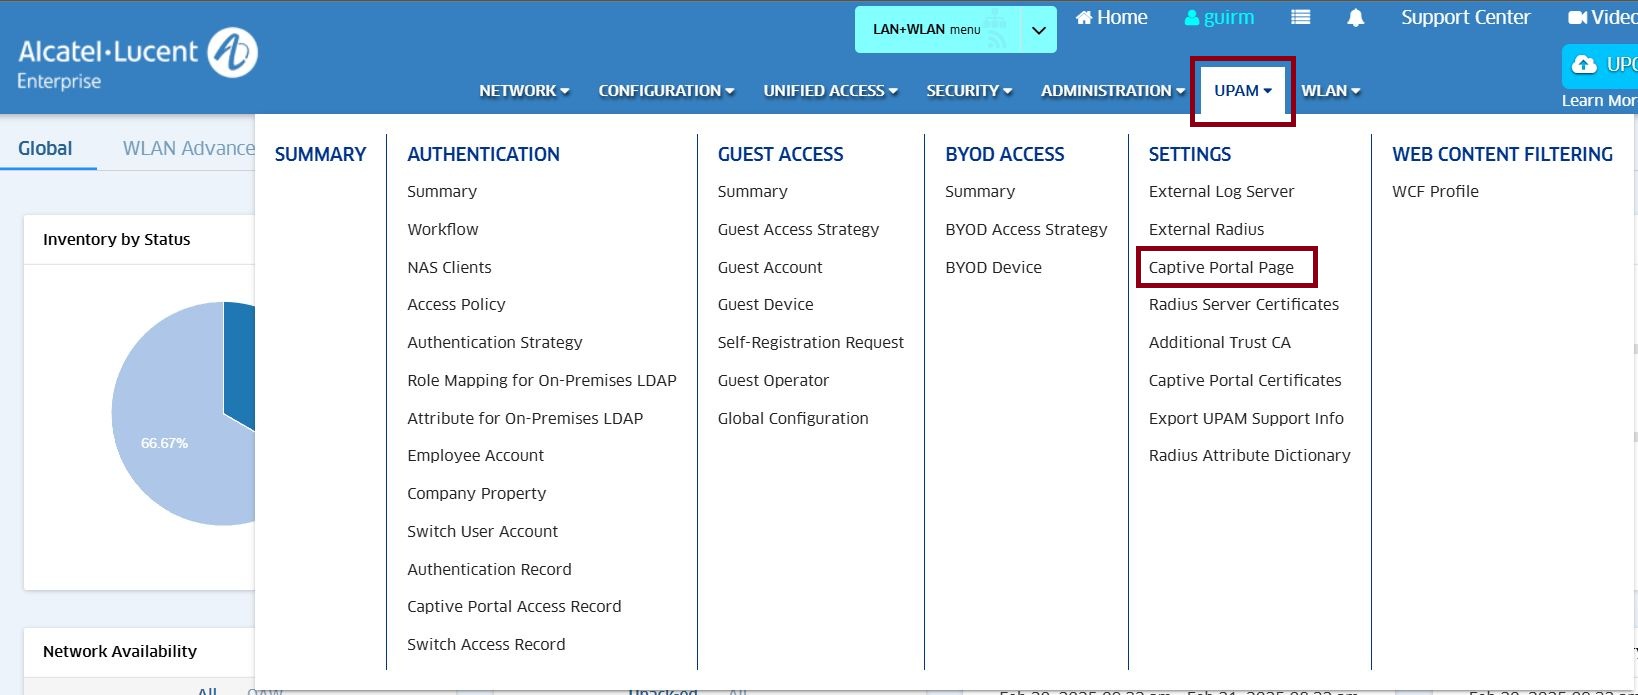 LAN+WLAN menu
Home
guirm
Support Center
Alcatel·Lucent
Enterprise
NETWORK
CONFIGURATION
UNIFIED ACCESS
SECURITY
ADMINISTRATION
UPAM
WLAN
Global
SUMMARY
AUTHENTICATION
Summary
Workflow
NAS Clients
Access Policy
Authentication Strategy
Role Mapping for On-Premises LDAP
Attribute for On-Premises LDAP
Employee Account
Company Property
Switch User Account
Authentication Record
Captive Portal Access Record
Switch Access Record
GUEST ACCESS
Summary
Guest Access Strategy
Guest Account
Guest Device
Self-Registration Request
Guest Operator
Global Configuration
BYOD ACCESS
Summary
BYOD Access Strategy
BYOD Device
SETTINGS
External Log Server
External Radius
Captive Portal Page
Radius Server Certificates
Additional Trust CA
Captive Portal Certificates
Export UPAM Support Info
Radius Attribute Dictionary
WEB CONTENT FILTERING
WCF Profile
WLAN Advance
Video
UPG
Learn Mor
Inventory by Status
66.67%
Network Availability
All